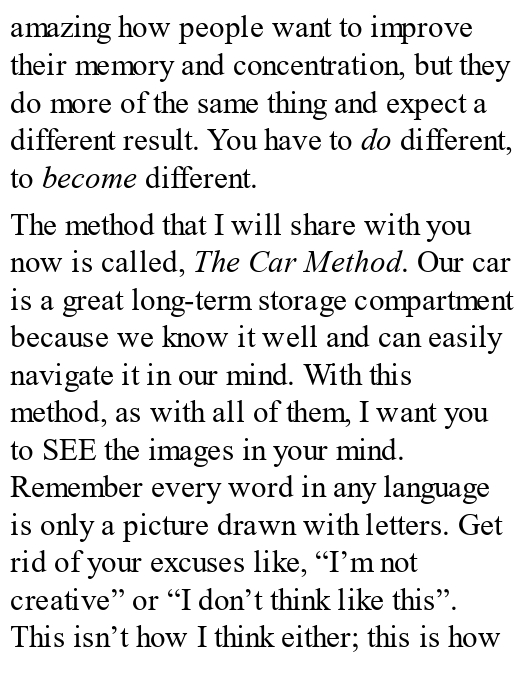 amazing how people want to improve
their memory and concentration, but they
do more of the same thing and expect a
different result. You have to do different,
to become different.
The method that I will share with you
now is called, The Car Method. Our car
is a great long-term storage compartment
because we know it well and can easily
navigate it in our mind. With this
method, as with all of them, I want you
to SEE the images in your mind.
Remember every word in any language
is only a picture drawn with letters. Get
rid of your excuses like, “I’m not
creative” or “I don’t think like this”.
This isn’t how I think either; this is how